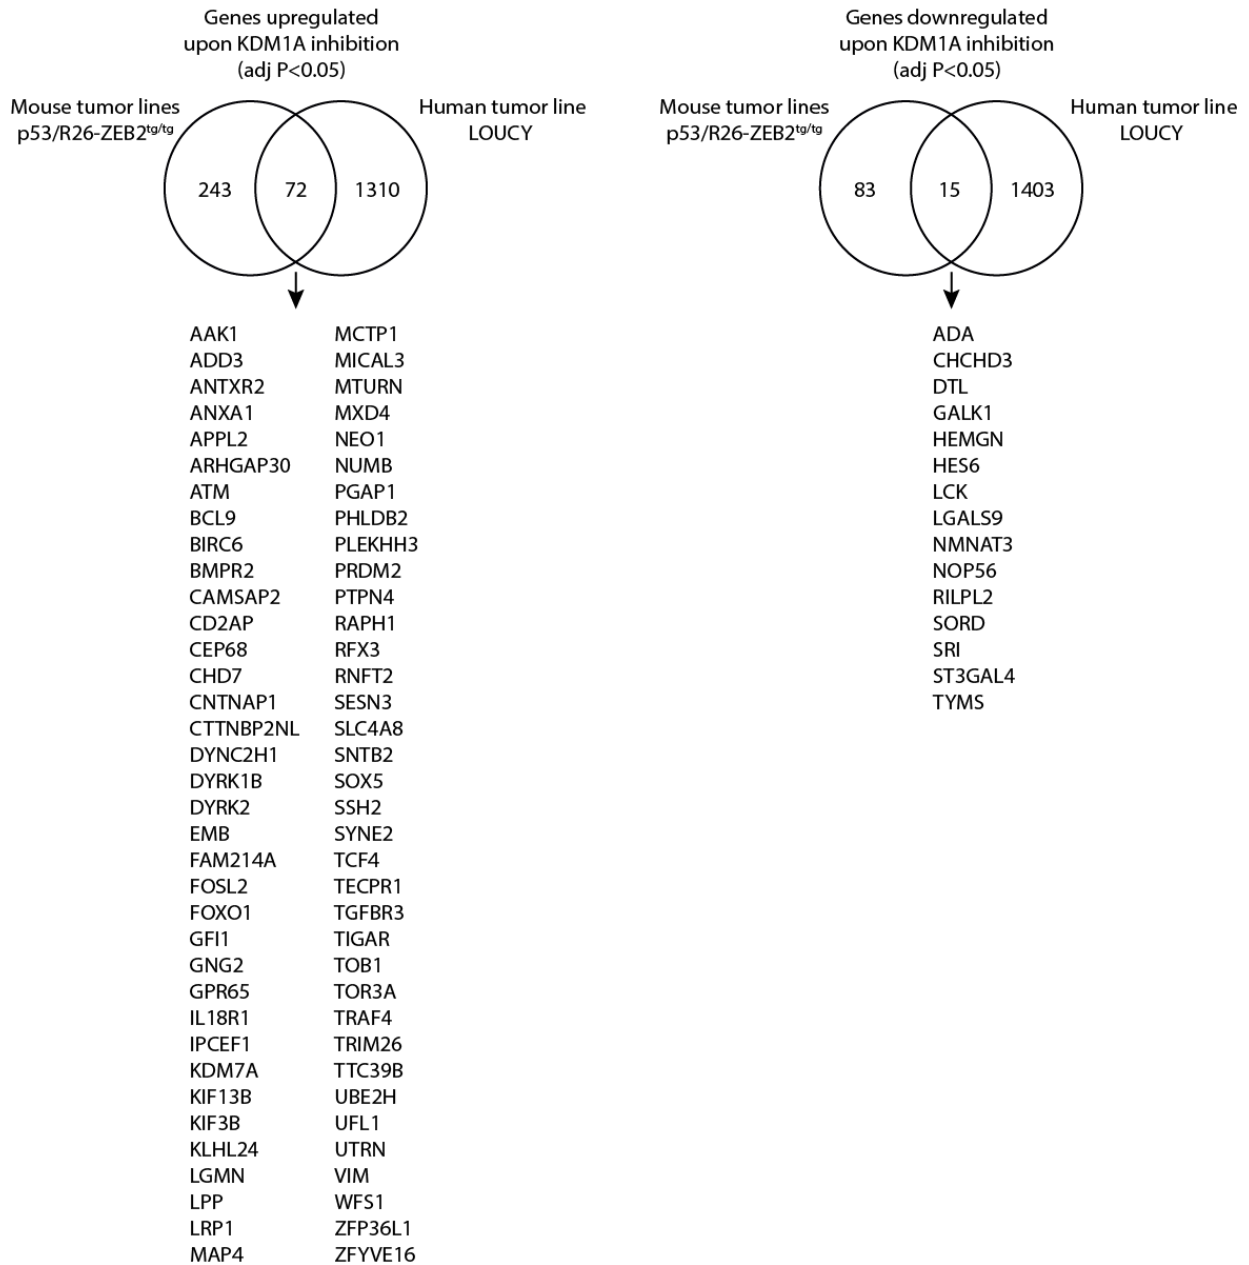 Genes upregulated
upon KDM1A inhibition
(adj P<0.05)
Mouse tumor lines
p53/R26-ZEB2tg/tg
Human tumor line
LOUCY
243
72
1310
AAK1
ADD3
ANTXR2
ANXA1
APPL2
ARHGAP30
ATM
BCL9
BIRC6
BMPR2
CAMSAP2
CD2AP
CEP68
CHD7
CNTNAP1
CTTNBP2NL
DYNC2H1
DYRK1B
DYRK2
EMB
FAM214A
FOSL2
FOXO1
GFI1
GNG2
GPR65
IL18R1
IPCEF1
KDM7A
KIF13B
KIF3B
KLHL24
LGMN
LPP
LRP1
MAP4
MCTP1
MICAL3
MTURN
MXD4
NEO1
NUMB
PGAP1
PHLDB2
PLEKHH3
PRDM2
PTPN4
RAPH1
RFX3
RNFT2
SESN3
SLC4A8
SNTB2
SOX5
SSH2
SYNE2
TCF4
TECPR1
TGFBR3
TIGAR
TOB1
TOR3A
TRAF4
TRIM26
TTC39B
UBE2H
UFL1
UTRN
VIM
WFS1
ZFP36L1
ZFYVE16
Genes downregulated
upon KDM1A inhibition
(adj P<0.05)
Mouse tumor lines
p53/R26-ZEB2tg/tg
Human tumor line
LOUCY
83
15
1403
ADA
CHCHD3
DTL
GALK1
HEMGN
HES6
LCK
LGALS9
NMNAT3
NOP56
RILPL2
SORD
SRI
ST3GAL4
TYMS